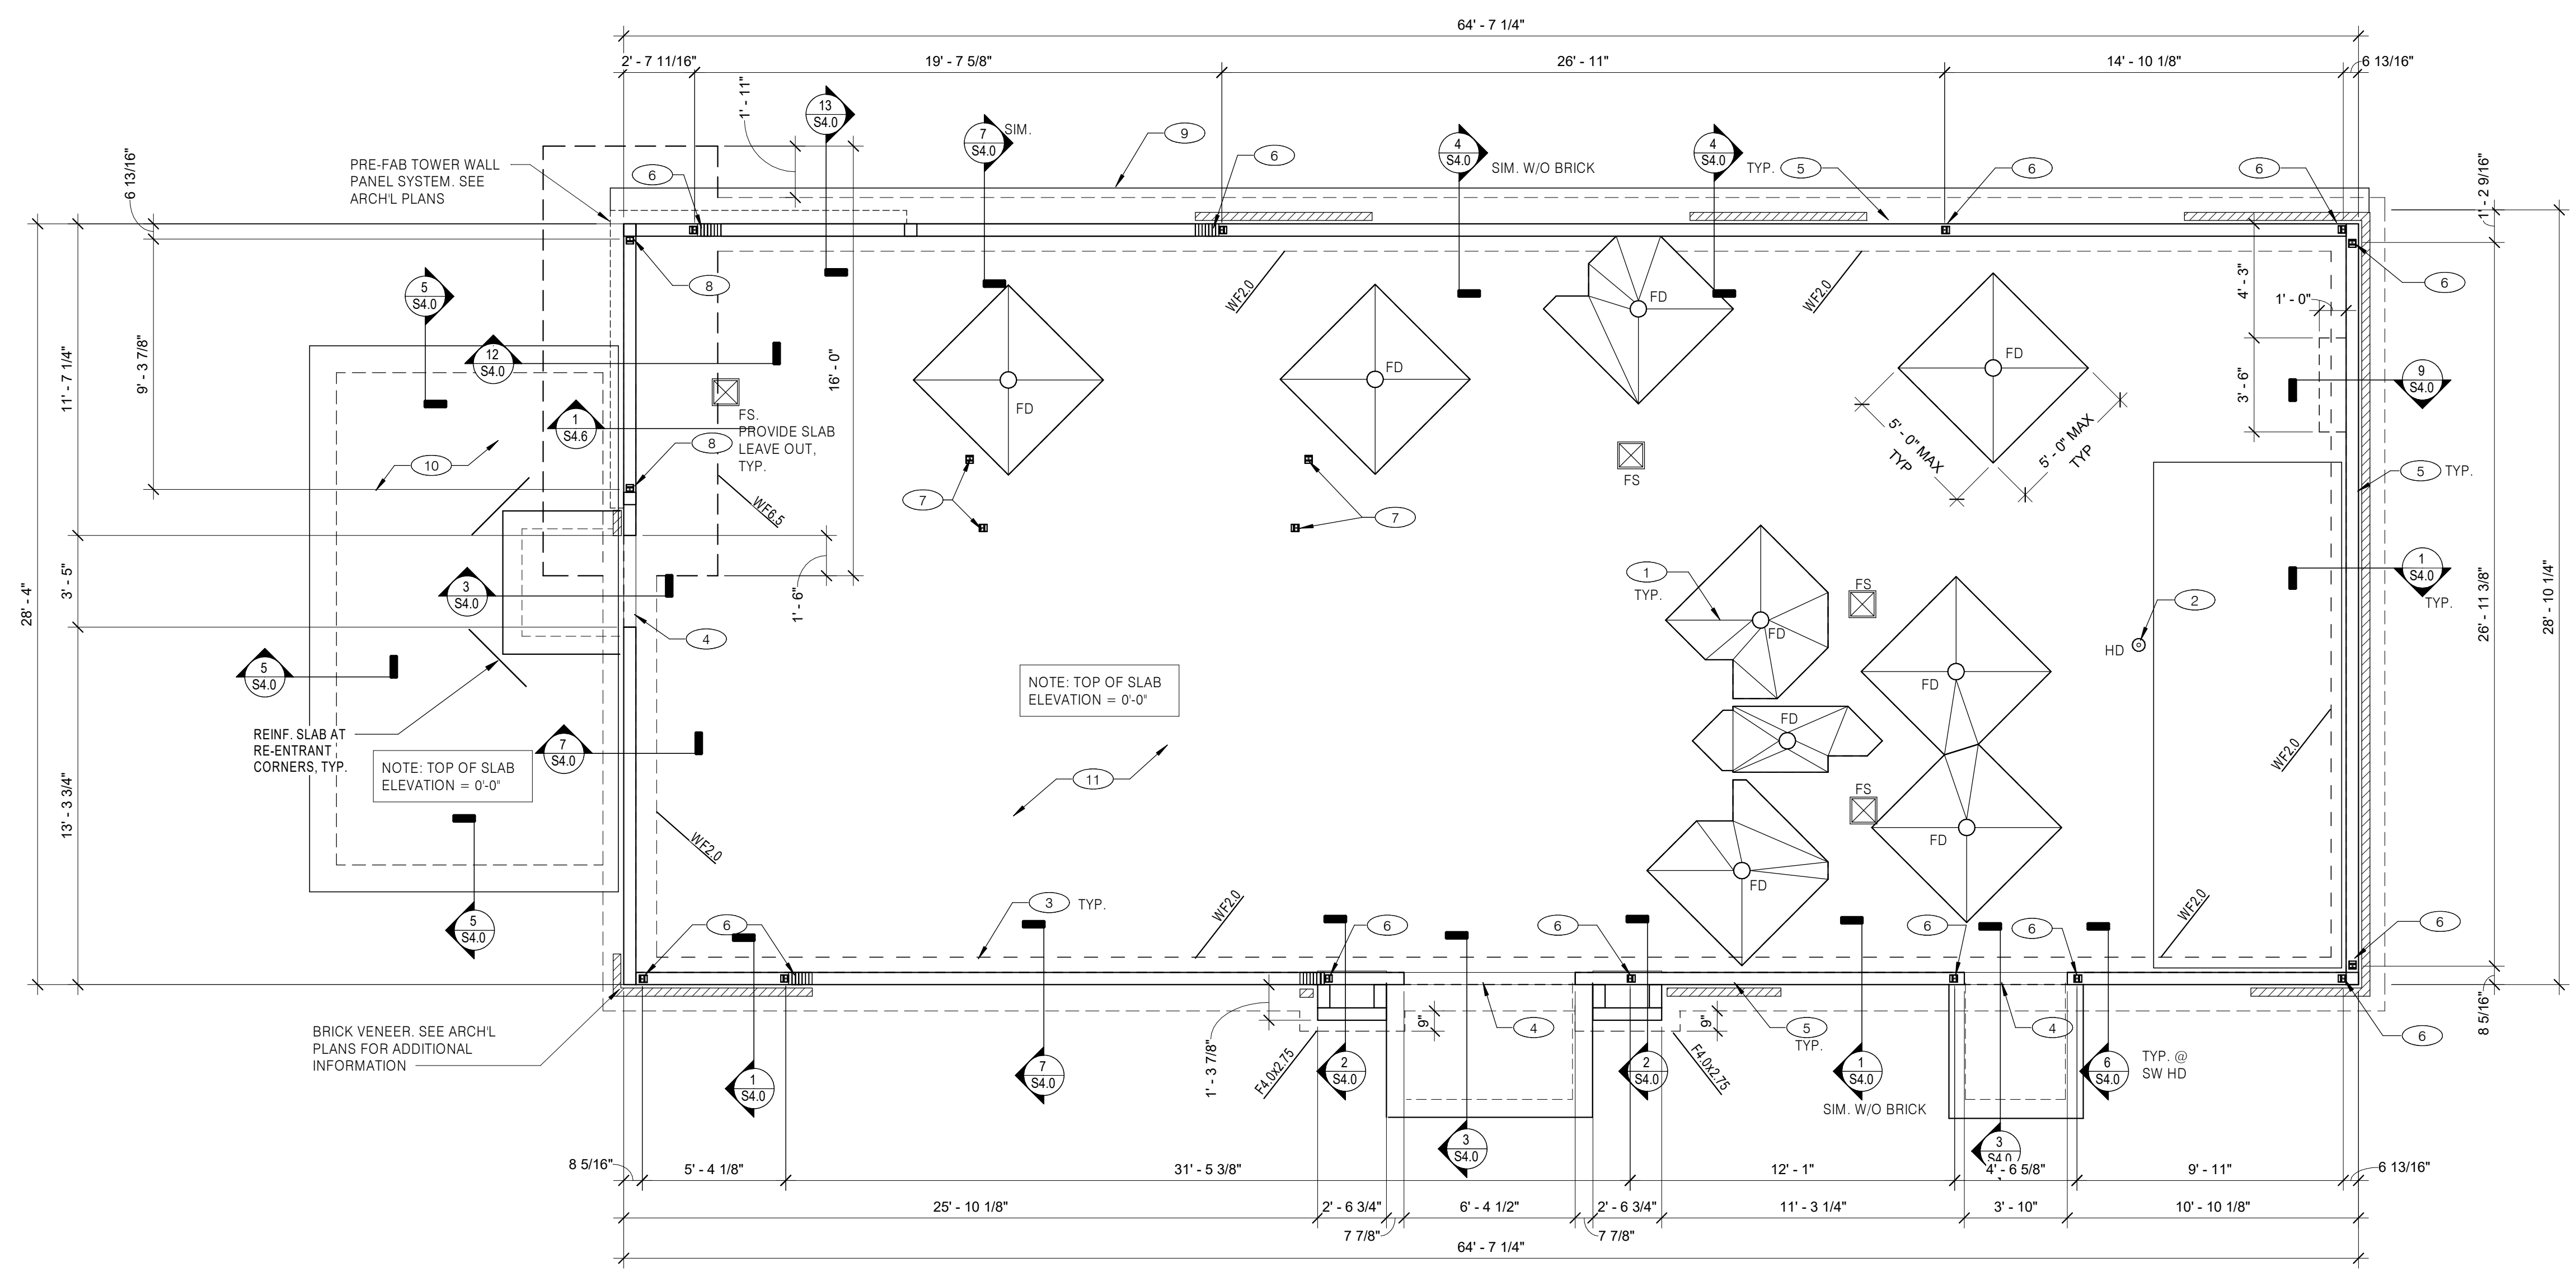 64' - 7 1/4"
2' - 7 11/16"
19' - 7 5/8"
26' - 11"
14' - 10 1/8"
6 13/16"
1' - 11"
13
S4.0
7
S4.0
SIM.
9
4
S4.0
SIM. W/O BRICK
4
S4.0
TYP.
5
6
6
6
6
PRE-FAB TOWER WALL
PANEL SYSTEM. SEE
ARCH'L PLANS
6 13/16"
1' - 2 9/16"
5
S4.0
8
WF2.0
FD
WF2.0
4' - 3"
1' - 0"
6
12
S4.0
11' - 7 1/4"
9' - 3 7/8"
16' - 0"
FD
FD
FD
3' - 6"
9
S4.0
1
S4.6
FS.
PROVIDE SLAB
LEAVE OUT,
TYP.
8
10
5' - 0" MAX
TYP
5' - 0" MAX
TYP
FS
5
TYP.
7
7
WF6.5
28' - 4"
3' - 5"
3
S4.0
1' - 6"
1
TYP.
FS
FD
2
HD
1
S4.0
TYP.
26' - 11 3/8"
28' - 10 1/4"
4
5
S4.0
NOTE: TOP OF SLAB
ELEVATION = 0'-0"
FD
FD
REINF. SLAB AT
RE-ENTRANT
CORNERS, TYP.
7
S4.0
NOTE: TOP OF SLAB
ELEVATION = 0'-0"
11
WF2.0
FS
FD
13' - 3 3/4"
WF2.0
FD
5
S4.0
6
3
TYP.
WF2.0
6
6
6
6
WF2.0
6
BRICK VENEER. SEE ARCH'L
PLANS FOR ADDITIONAL
INFORMATION
1' - 3 7/8"
9"
4
9"
5
TYP.
4
6
8 5/16"
1
S4.0
7
S4.0
F4.0x2.75
2
S4.0
2
S4.0
F4.0x2.75
1
S4.0
SIM. W/O BRICK
6
S4.0
TYP. @
SW HD
3
S4.0
3
S4.0
8 5/16"
5' - 4 1/8"
31' - 5 3/8"
12' - 1"
4' - 6 5/8"
9' - 11"
6 13/16"
25' - 10 1/8"
2' - 6 3/4"
6' - 4 1/2"
2' - 6 3/4"
11' - 3 1/4"
3' - 10"
10' - 10 1/8"
7 7/8"
7 7/8"
64' - 7 1/4"